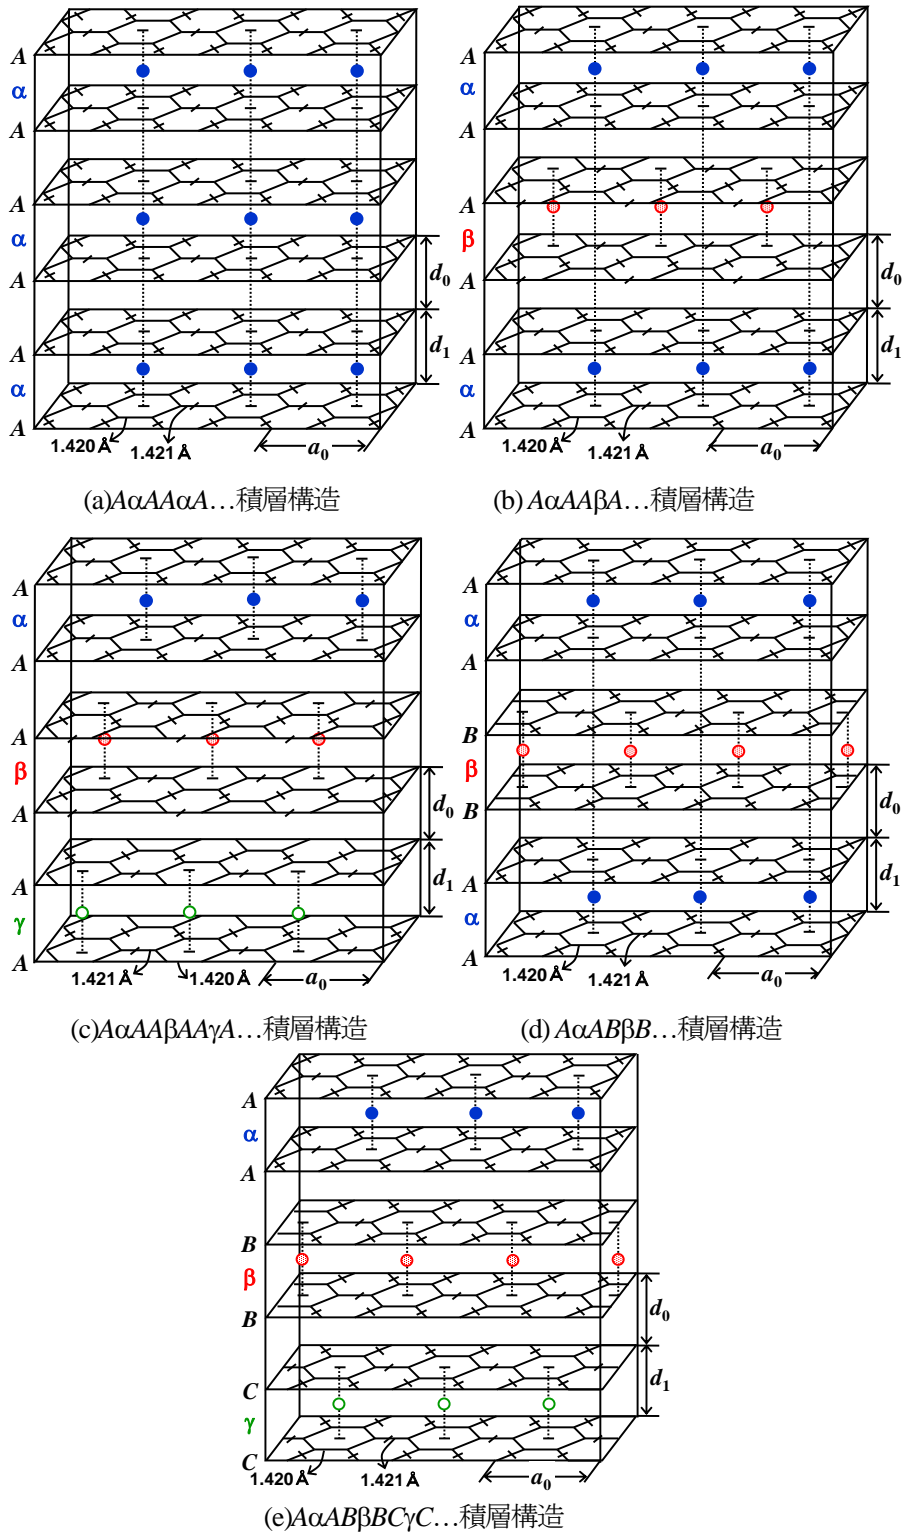 A
α
A
A
α
A
d₀
A
d₁
α
A
1.420 Å
1.421 Å
a₀
(a)AαAAαA…積層構造
A
α
A
A
β
A
d₀
A
d₁
α
A
1.420 Å
1.421 Å
a₀
(b) AαAAβA…積層構造
A
α
A
A
β
A
d₀
A
d₁
γ
A
1.421 Å
1.420 Å
a₀
(c)AαAAβAAγA…積層構造
A
α
A
B
β
B
d₀
A
d₁
α
A
1.420 Å
1.421 Å
a₀
(d) AαABβB…積層構造
A
α
A
B
β
B
d₀
C
d₁
γ
C
1.420 Å
1.421 Å
a₀
(e)AαABβBCγC…積層構造